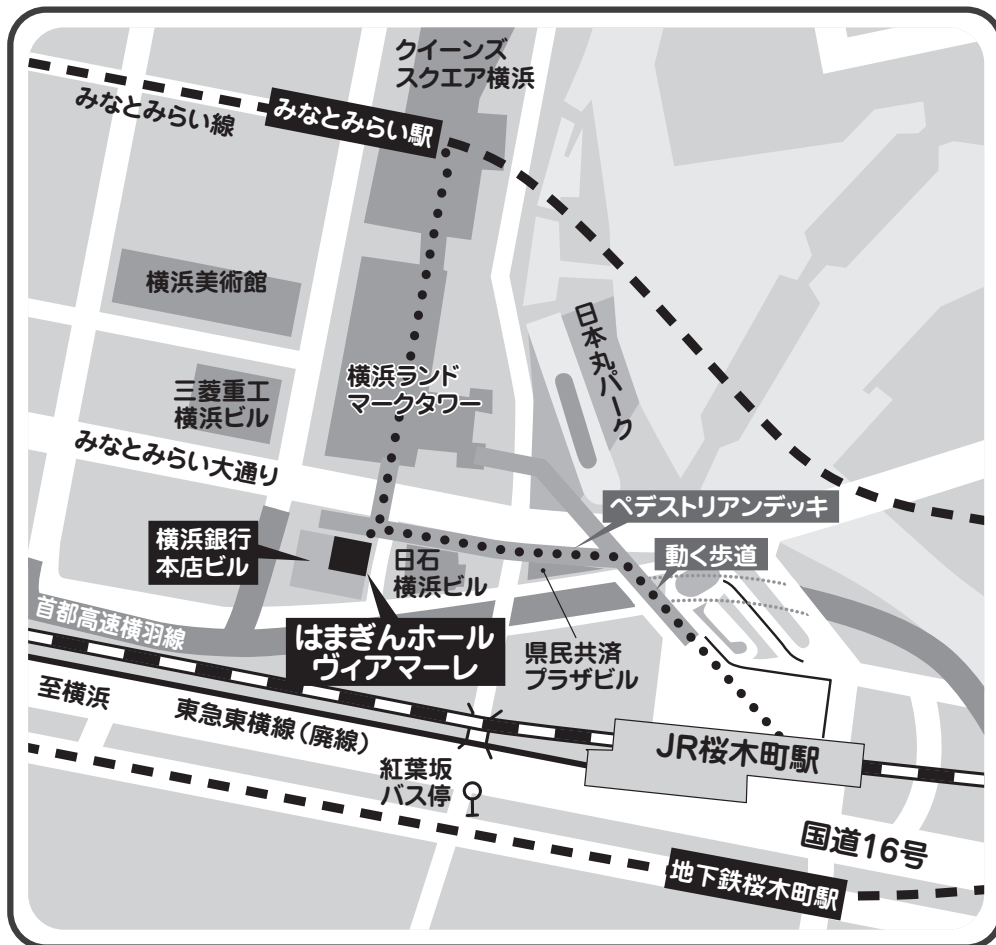 クイーンズ
スクエア横浜
みなとみらい線
みなとみらい駅
横浜美術館
日本丸パーク
横浜ランド
マークタワー
三菱重工
横浜ビル
みなとみらい大通り
ペデストリアンデッキ
横浜銀行
本店ビル
日石
横浜ビル
動く歩道
首都高速横羽線
はまぎんホール
ヴィアマーレ
県民共済
プラザビル
至横浜
東急東横線（廃線）
JR桜木町駅
紅葉坂
バス停
国道16号
地下鉄桜木町駅